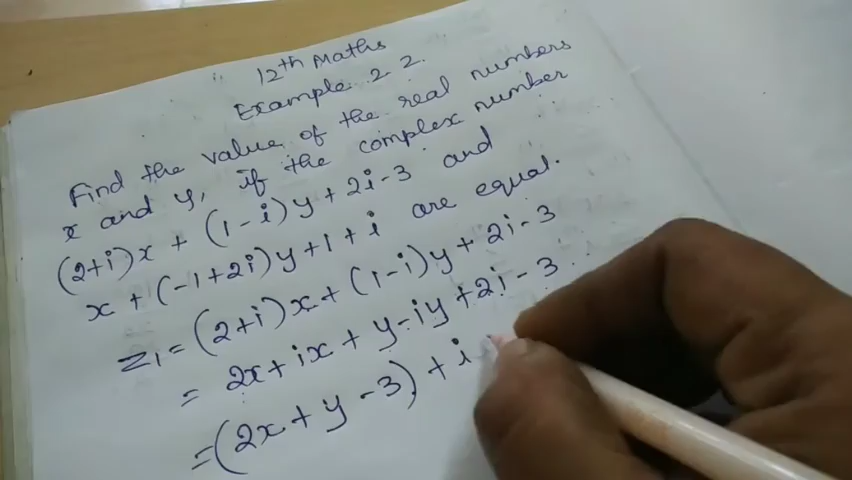 12th Maths
Example 2.2.
Find the value of the real numbers
x and y, if the complex number
(2+i)x + (1-i)y + 2i-3 and
x + (-1+2i)y+1+i are equal.
z1 = (2+i)x + (1-i)y + 2i-3
= 2x+ix + y-iy+2i-3
= (2x+y-3) + i